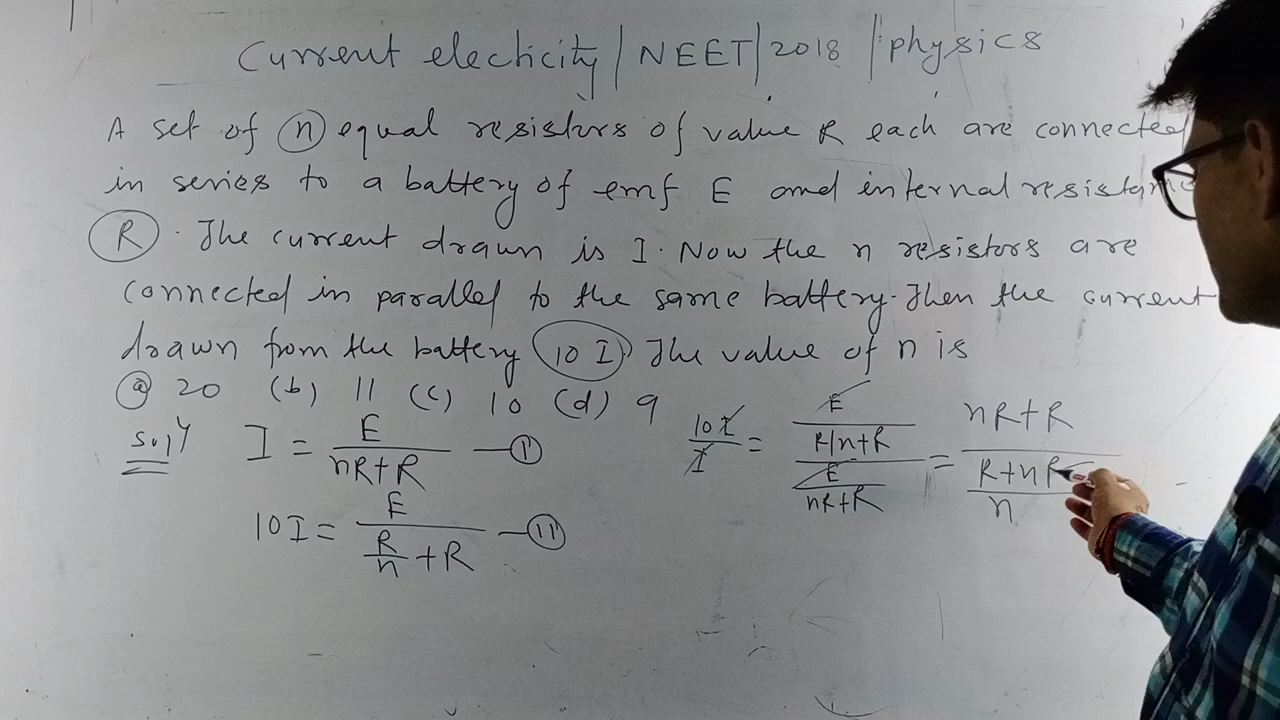 Current electricity | NEET | 2018 | physics
A set of n equal resistors of value R each are connected
in series to a battery of emf E and internal resistance
R. The current drawn is I. Now the n resistors are
connected in parallel to the same battery. Then the current
drawn from the battery 10 I. The value of n is
(a) 20 (b) 11 (c) 10 (d) 9
Solⁿ I = E/(nR+R) — (I)
10I = E/(R/n + R) — (II)
10I/I = (E/(R/n+R))/(E/(nR+R)) = (nR+R)/((R+nR)/n)